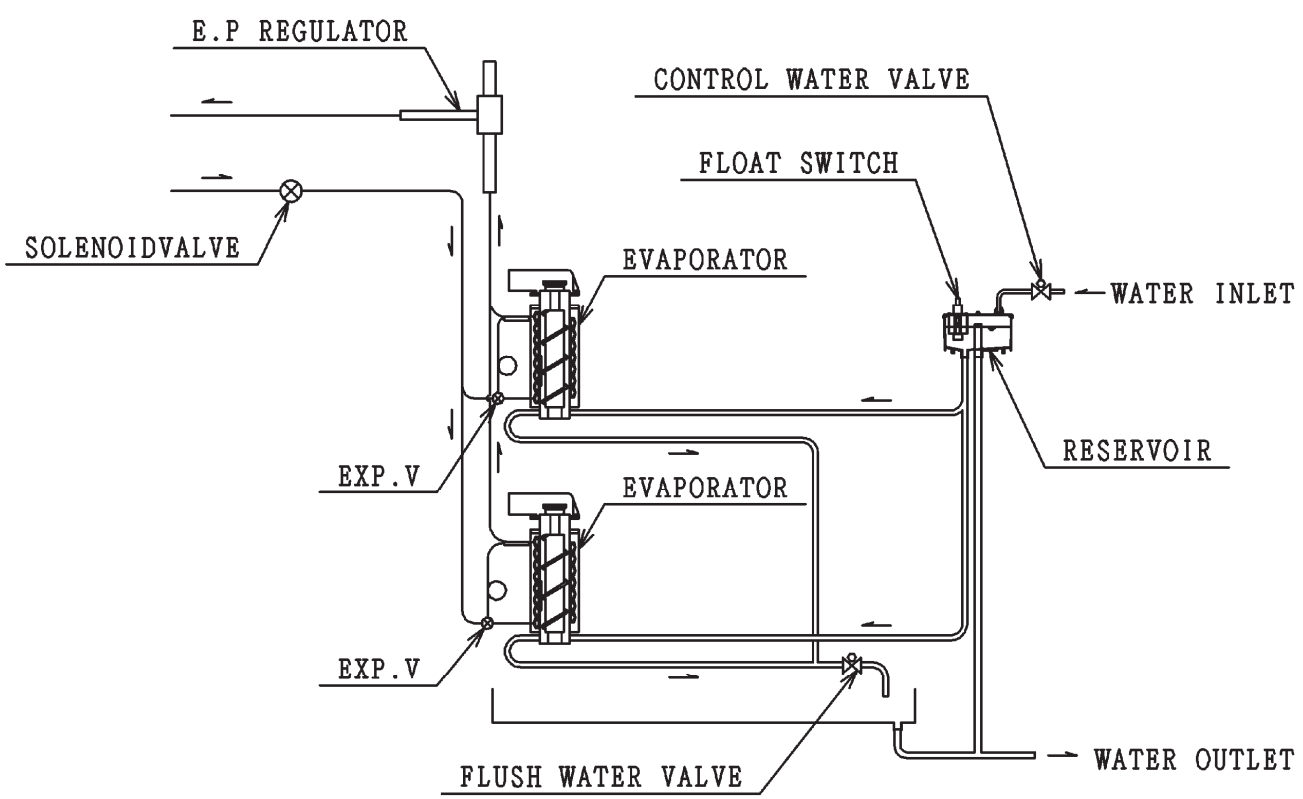 E.P REGULATOR
CONTROL WATER VALVE
FLOAT SWITCH
SOLENOIDVALVE
EVAPORATOR
WATER INLET
RESERVOIR
EXP.V
EVAPORATOR
EXP.V
WATER OUTLET
FLUSH WATER VALVE